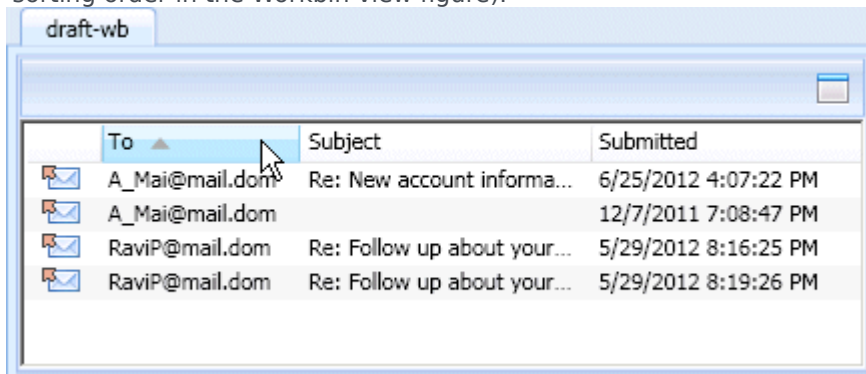 sorting order in the Workbin view figure).
draft-wb
To Subject Submitted
A_Mai@mail.dom Re: New account informa... 6/25/2012 4:07:22 PM
A_Mai@mail.dom 12/7/2011 7:08:47 PM
RaviP@mail.dom Re: Follow up about your... 5/29/2012 8:16:25 PM
RaviP@mail.dom Re: Follow up about your... 5/29/2012 8:19:26 PM